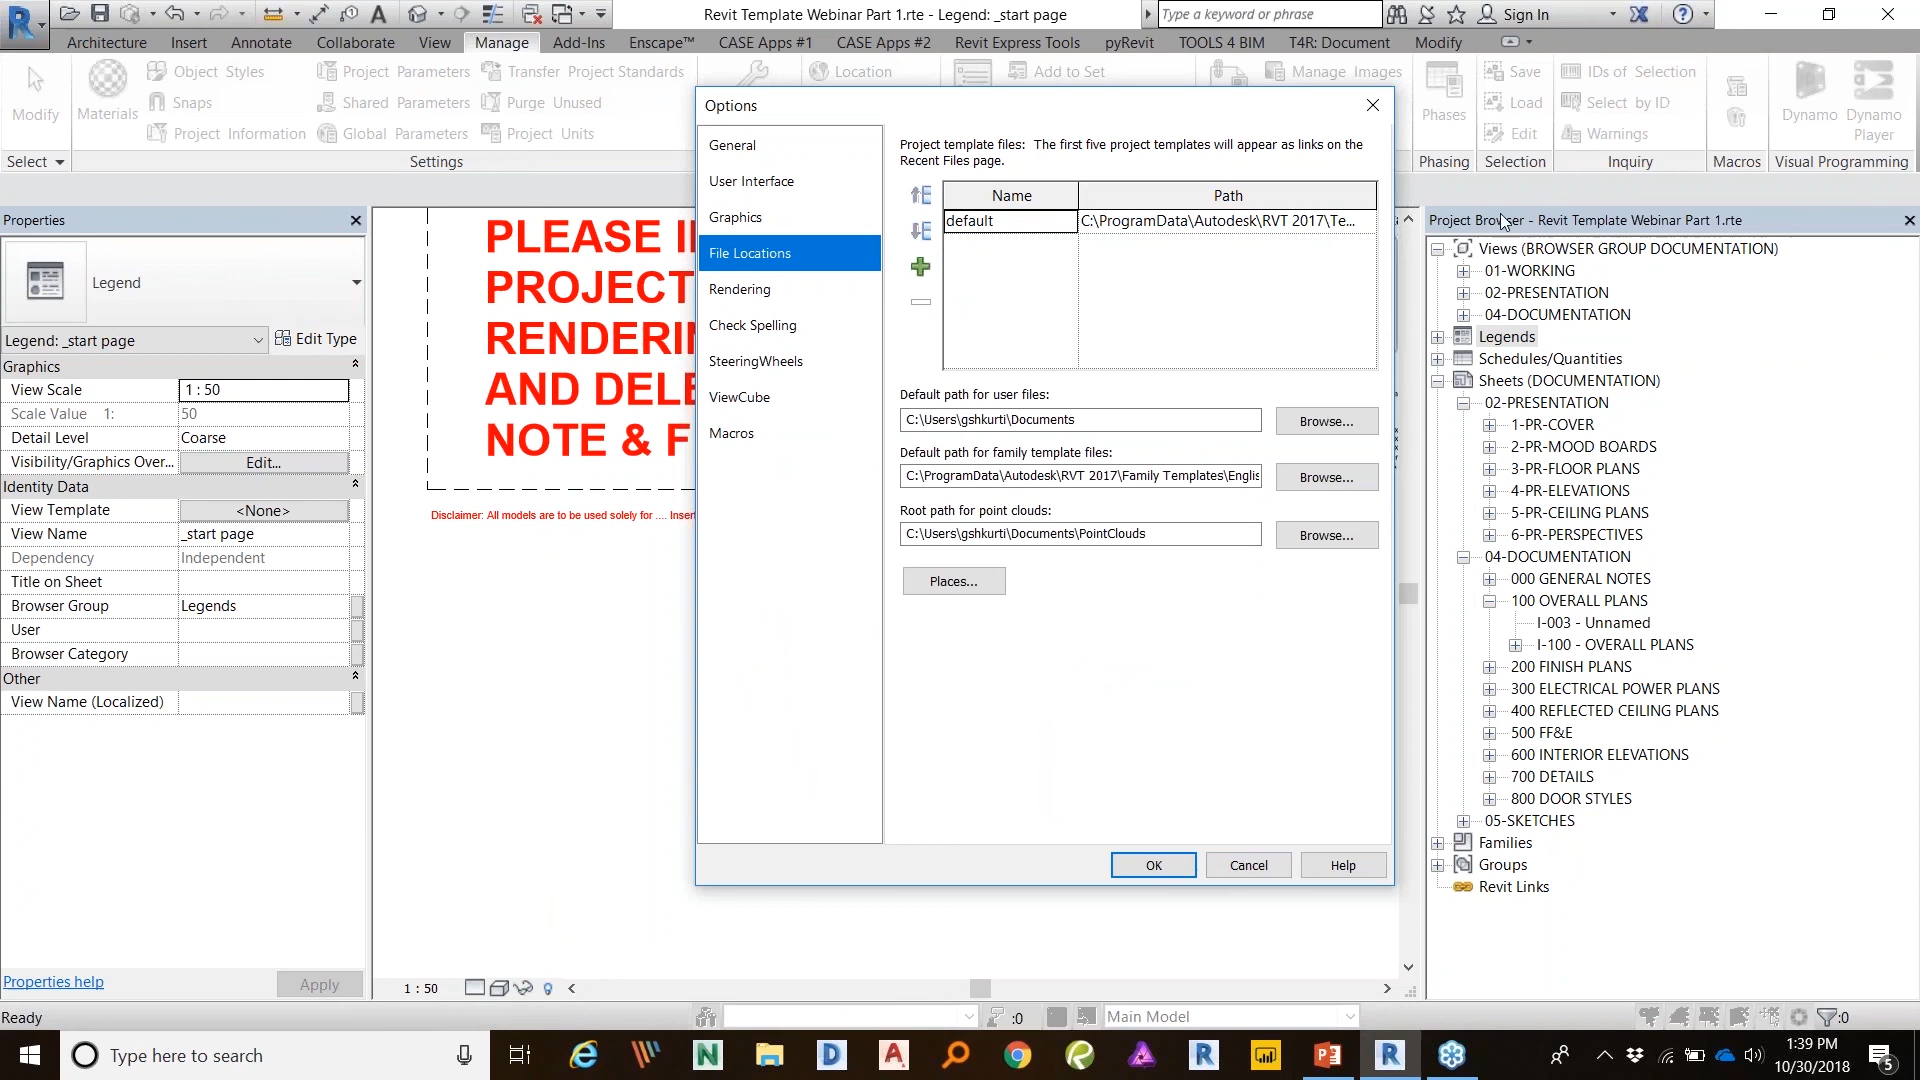 Revit Template Webinar Part 1.rte - Legend: _start page
Type a keyword or phrase
Sign In
Architecture Insert Annotate Collaborate View Manage Add-Ins Enscape™ CASE Apps #1 CASE Apps #2 Revit Express Tools pyRevit TOOLS 4 BIM T4R: Document Modify
Modify
Materials
Object Styles
Snaps
Project Information
Project Parameters
Shared Parameters
Global Parameters
Transfer Project Standards
Purge Unused
Project Units
Location
Add to Set
Manage Images
Phases
Save
Load
Edit
IDs of Selection
Select by ID
Warnings
Dynamo
Dynamo
Player
Select
Settings
Phasing
Selection
Inquiry
Macros
Visual Programming
Properties
Legend
Legend: _start page
Edit Type
Graphics
View Scale 1 : 50
Scale Value 1: 50
Detail Level Coarse
Visibility/Graphics Over... Edit...
Identity Data
View Template <None>
View Name _start page
Dependency Independent
Title on Sheet
Browser Group Legends
User
Browser Category
Other
View Name (Localized)
Properties help
Apply
PLEASE I
PROJECT
RENDERI
AND DELE
NOTE & F
Disclaimer: All models are to be used solely for .... Insert
Options
General
User Interface
Graphics
File Locations
Rendering
Check Spelling
SteeringWheels
ViewCube
Macros
Project template files: The first five project templates will appear as links on the
Recent Files page.
Name Path
default C:\ProgramData\Autodesk\RVT 2017\Te...
Default path for user files:
C:\Users\gshkurti\Documents
Browse...
Default path for family template files:
C:\ProgramData\Autodesk\RVT 2017\Family Templates\Englis
Browse...
Root path for point clouds:
C:\Users\gshkurti\Documents\PointClouds
Browse...
Places...
OK
Cancel
Help
Project Browser - Revit Template Webinar Part 1.rte
Views (BROWSER GROUP DOCUMENTATION)
01-WORKING
02-PRESENTATION
04-DOCUMENTATION
Legends
Schedules/Quantities
Sheets (DOCUMENTATION)
02-PRESENTATION
1-PR-COVER
2-PR-MOOD BOARDS
3-PR-FLOOR PLANS
4-PR-ELEVATIONS
5-PR-CEILING PLANS
6-PR-PERSPECTIVES
04-DOCUMENTATION
000 GENERAL NOTES
100 OVERALL PLANS
I-003 - Unnamed
I-100 - OVERALL PLANS
200 FINISH PLANS
300 ELECTRICAL POWER PLANS
400 REFLECTED CEILING PLANS
500 FF&E
600 INTERIOR ELEVATIONS
700 DETAILS
800 DOOR STYLES
05-SKETCHES
Families
Groups
Revit Links
1 : 50
Ready
:0
Main Model
:0
Type here to search
1:39 PM
10/30/2018
5